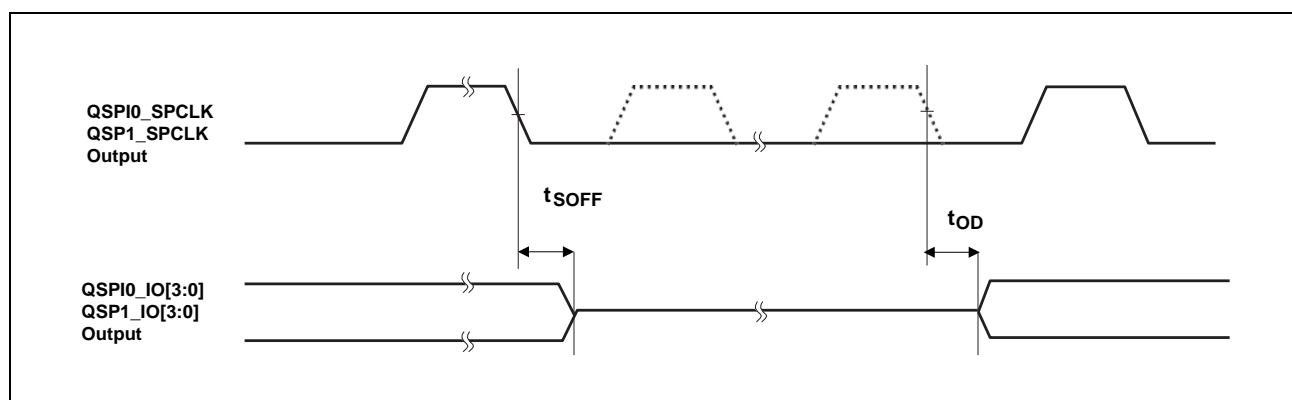 QSPI0_SPCLK
QSP1_SPCLK
Output
tSOFF
tOD
QSPI0_IO[3:0]
QSP1_IO[3:0]
Output